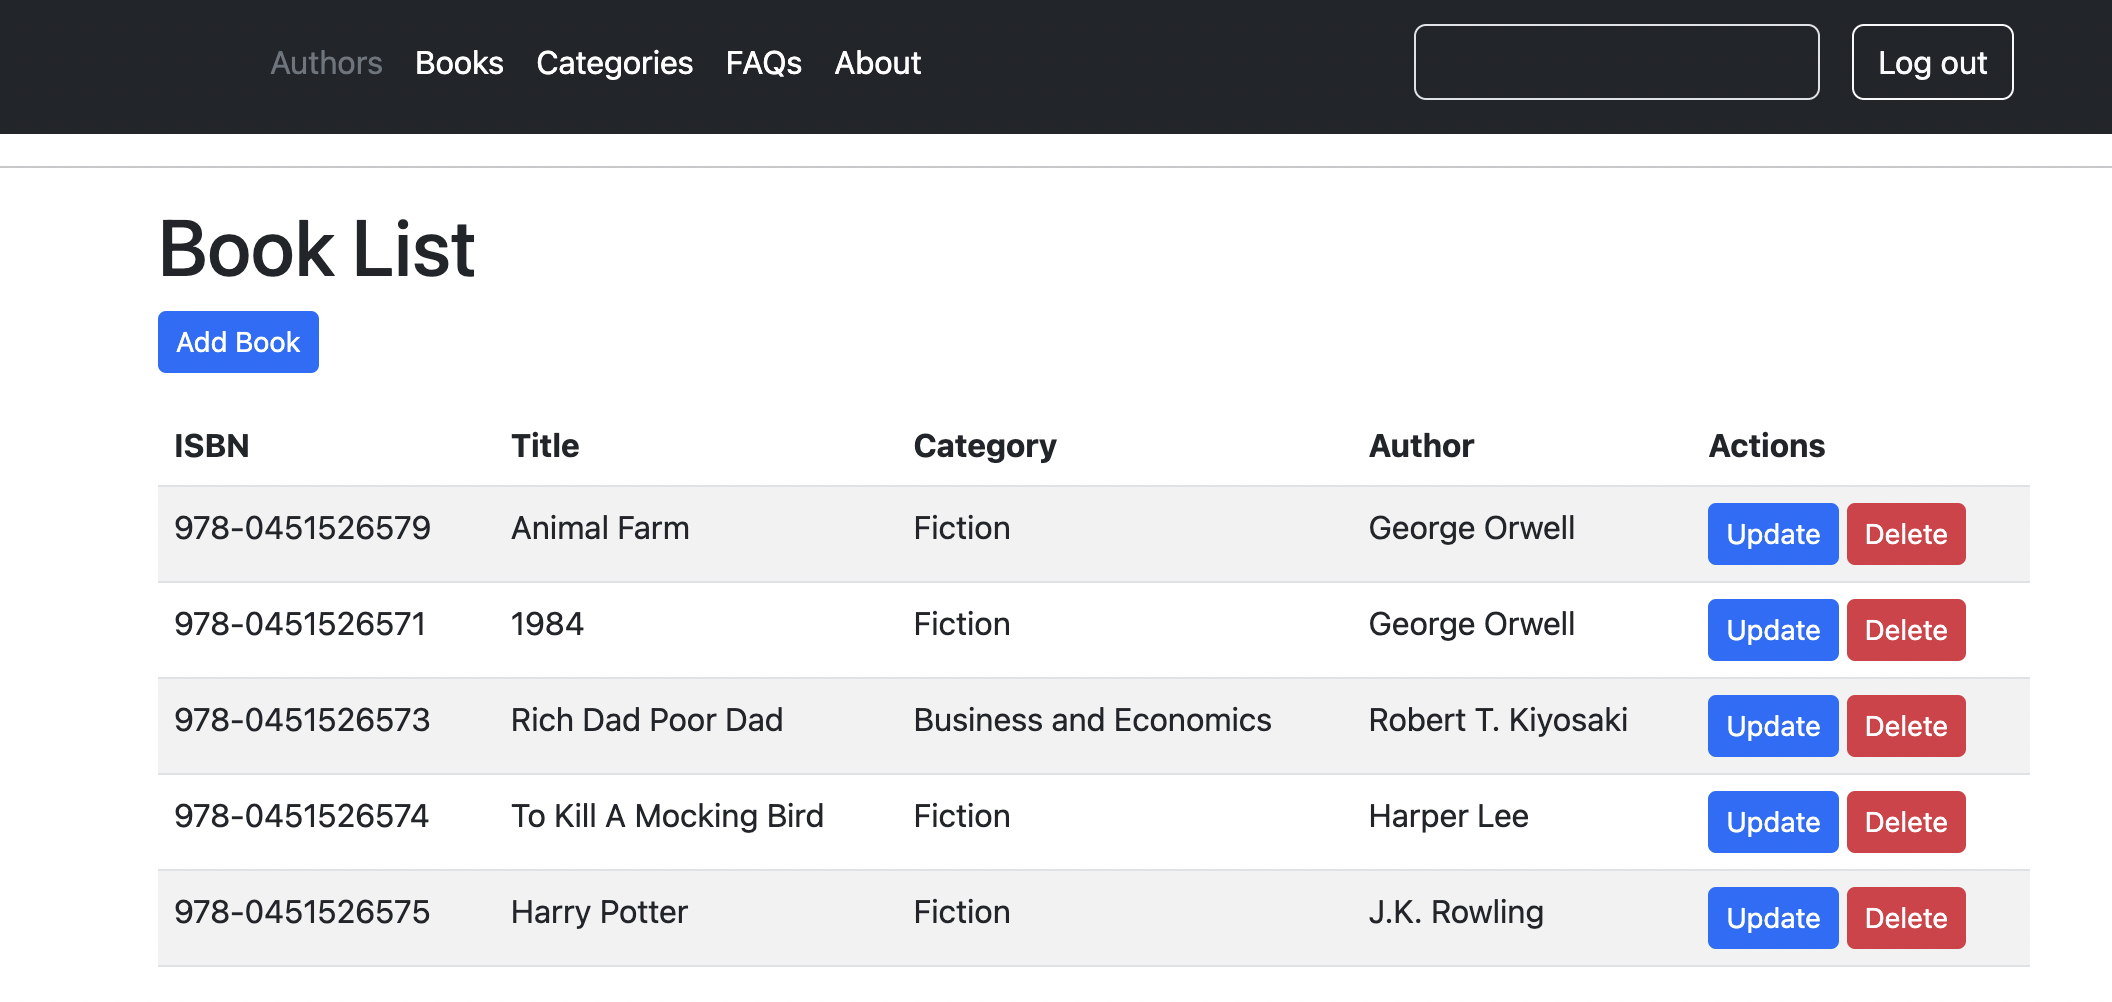 Authors Books Categories FAQs About Log out
Book List
Add Book
ISBN Title Category Author Actions
978-0451526579 Animal Farm Fiction George Orwell Update Delete
978-0451526571 1984 Fiction George Orwell Update Delete
978-0451526573 Rich Dad Poor Dad Business and Economics Robert T. Kiyosaki Update Delete
978-0451526574 To Kill A Mocking Bird Fiction Harper Lee Update Delete
978-0451526575 Harry Potter Fiction J.K. Rowling Update Delete